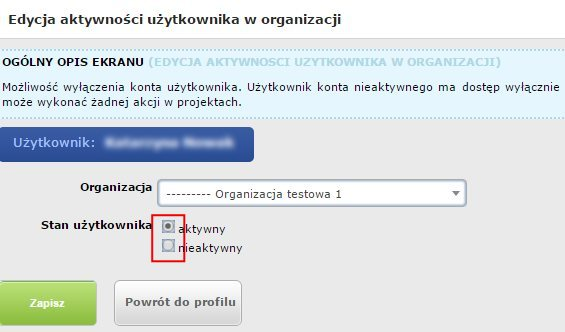 Edycja aktywności użytkownika w organizacji
OGÓLNY OPIS EKRANU (EDYCJA AKTYWNOSCI UZYTKOWNIKA W ORGANIZACJI)
Możliwość wyłączenia konta użytkownika. Użytkownik konta nieaktywnego ma dostęp wyłącznie
może wykonać żadnej akcji w projektach.
Użytkownik:
Organizacja
--------- Organizacja testowa 1
Stan użytkownika
aktywny
nieaktywny
Zapisz
Powrót do profilu